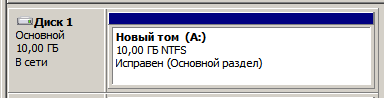 Диск 1
Основной
10,00 ГБ
В сети
Новый том (A:)
10,00 ГБ NTFS
Исправен (Основной раздел)